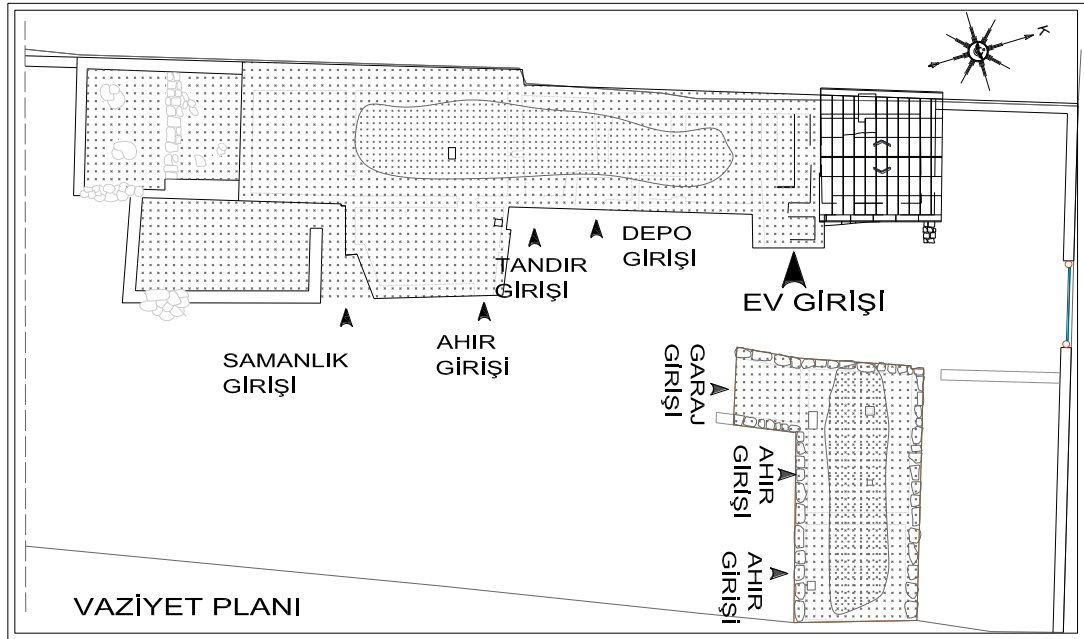 K
DEPO
GİRİŞİ
TANDIR
GİRİŞİ
EV GİRİŞİ
AHIR
GİRİŞİ
SAMANLIK
GİRİŞİ
GARAJ
GİRİŞİ
AHIR
GİRİŞİ
AHIR
GİRİŞİ
VAZİYET PLANI